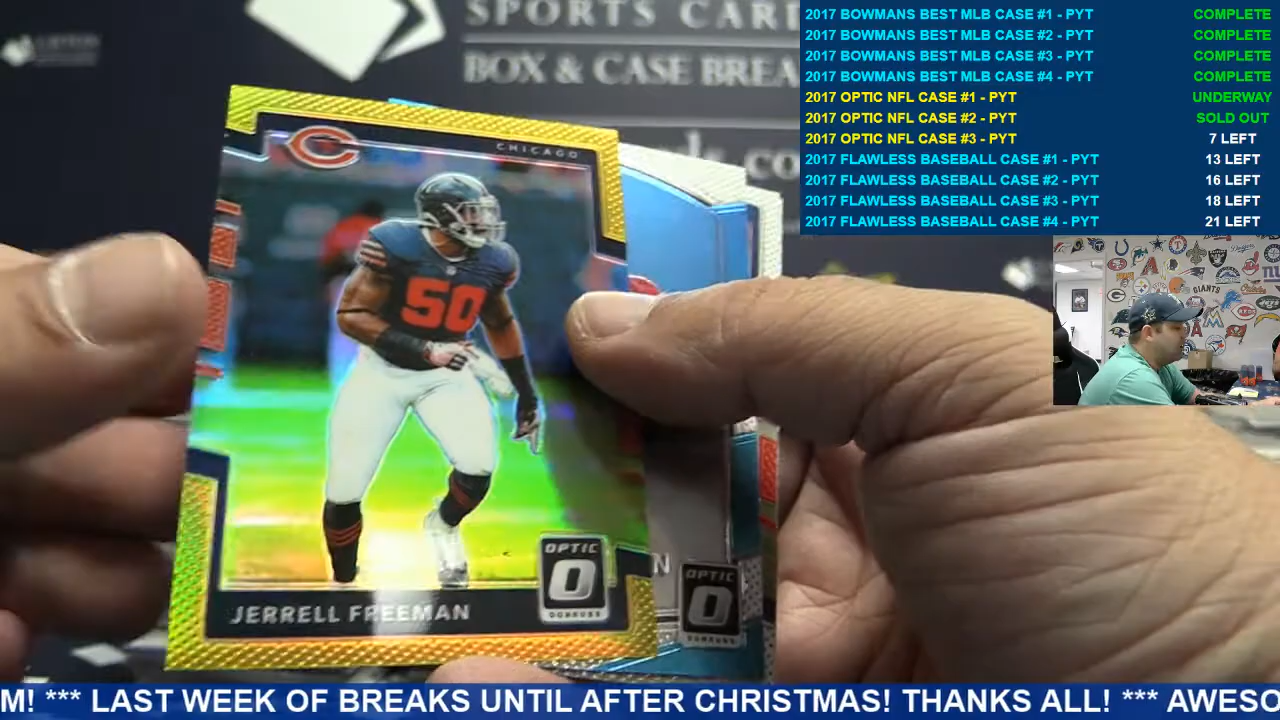 SPORTS CAR
BOX & CASE BREA
2017 BOWMANS BEST MLB CASE #1 - PYT COMPLETE
2017 BOWMANS BEST MLB CASE #2 - PYT COMPLETE
2017 BOWMANS BEST MLB CASE #3 - PYT COMPLETE
2017 BOWMANS BEST MLB CASE #4 - PYT COMPLETE
2017 OPTIC NFL CASE #1 - PYT UNDERWAY
2017 OPTIC NFL CASE #2 - PYT SOLD OUT
2017 OPTIC NFL CASE #3 - PYT 7 LEFT
2017 FLAWLESS BASEBALL CASE #1 - PYT 13 LEFT
2017 FLAWLESS BASEBALL CASE #2 - PYT 16 LEFT
2017 FLAWLESS BASEBALL CASE #3 - PYT 18 LEFT
2017 FLAWLESS BASEBALL CASE #4 - PYT 21 LEFT
CHICAGO
50
GIANTS
OPTIC
DONRUSS
JERRELL FREEMAN
N
OPTIC
DONRUSS
M! *** LAST WEEK OF BREAKS UNTIL AFTER CHRISTMAS! THANKS ALL! *** AWESO